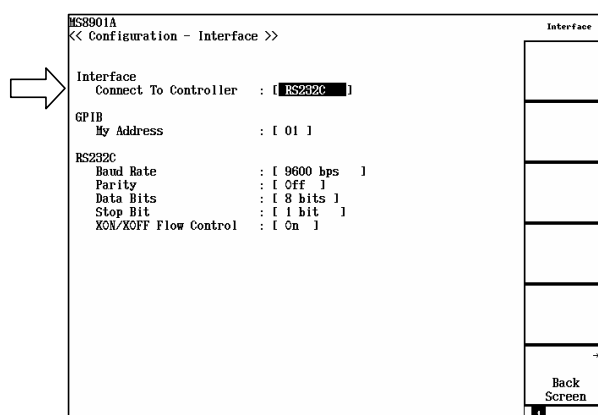 MS8901A
<< Configuration - Interface >>
Interface
Interface
Connect To Controller : [ RS232C ]
GPIB
My Address : [ 01 ]
RS232C
Baud Rate : [ 9600 bps ]
Parity : [ Off ]
Data Bits : [ 8 bits ]
Stop Bit : [ 1 bit ]
XON/XOFF Flow Control : [ On ]
→
Back
Screen
1